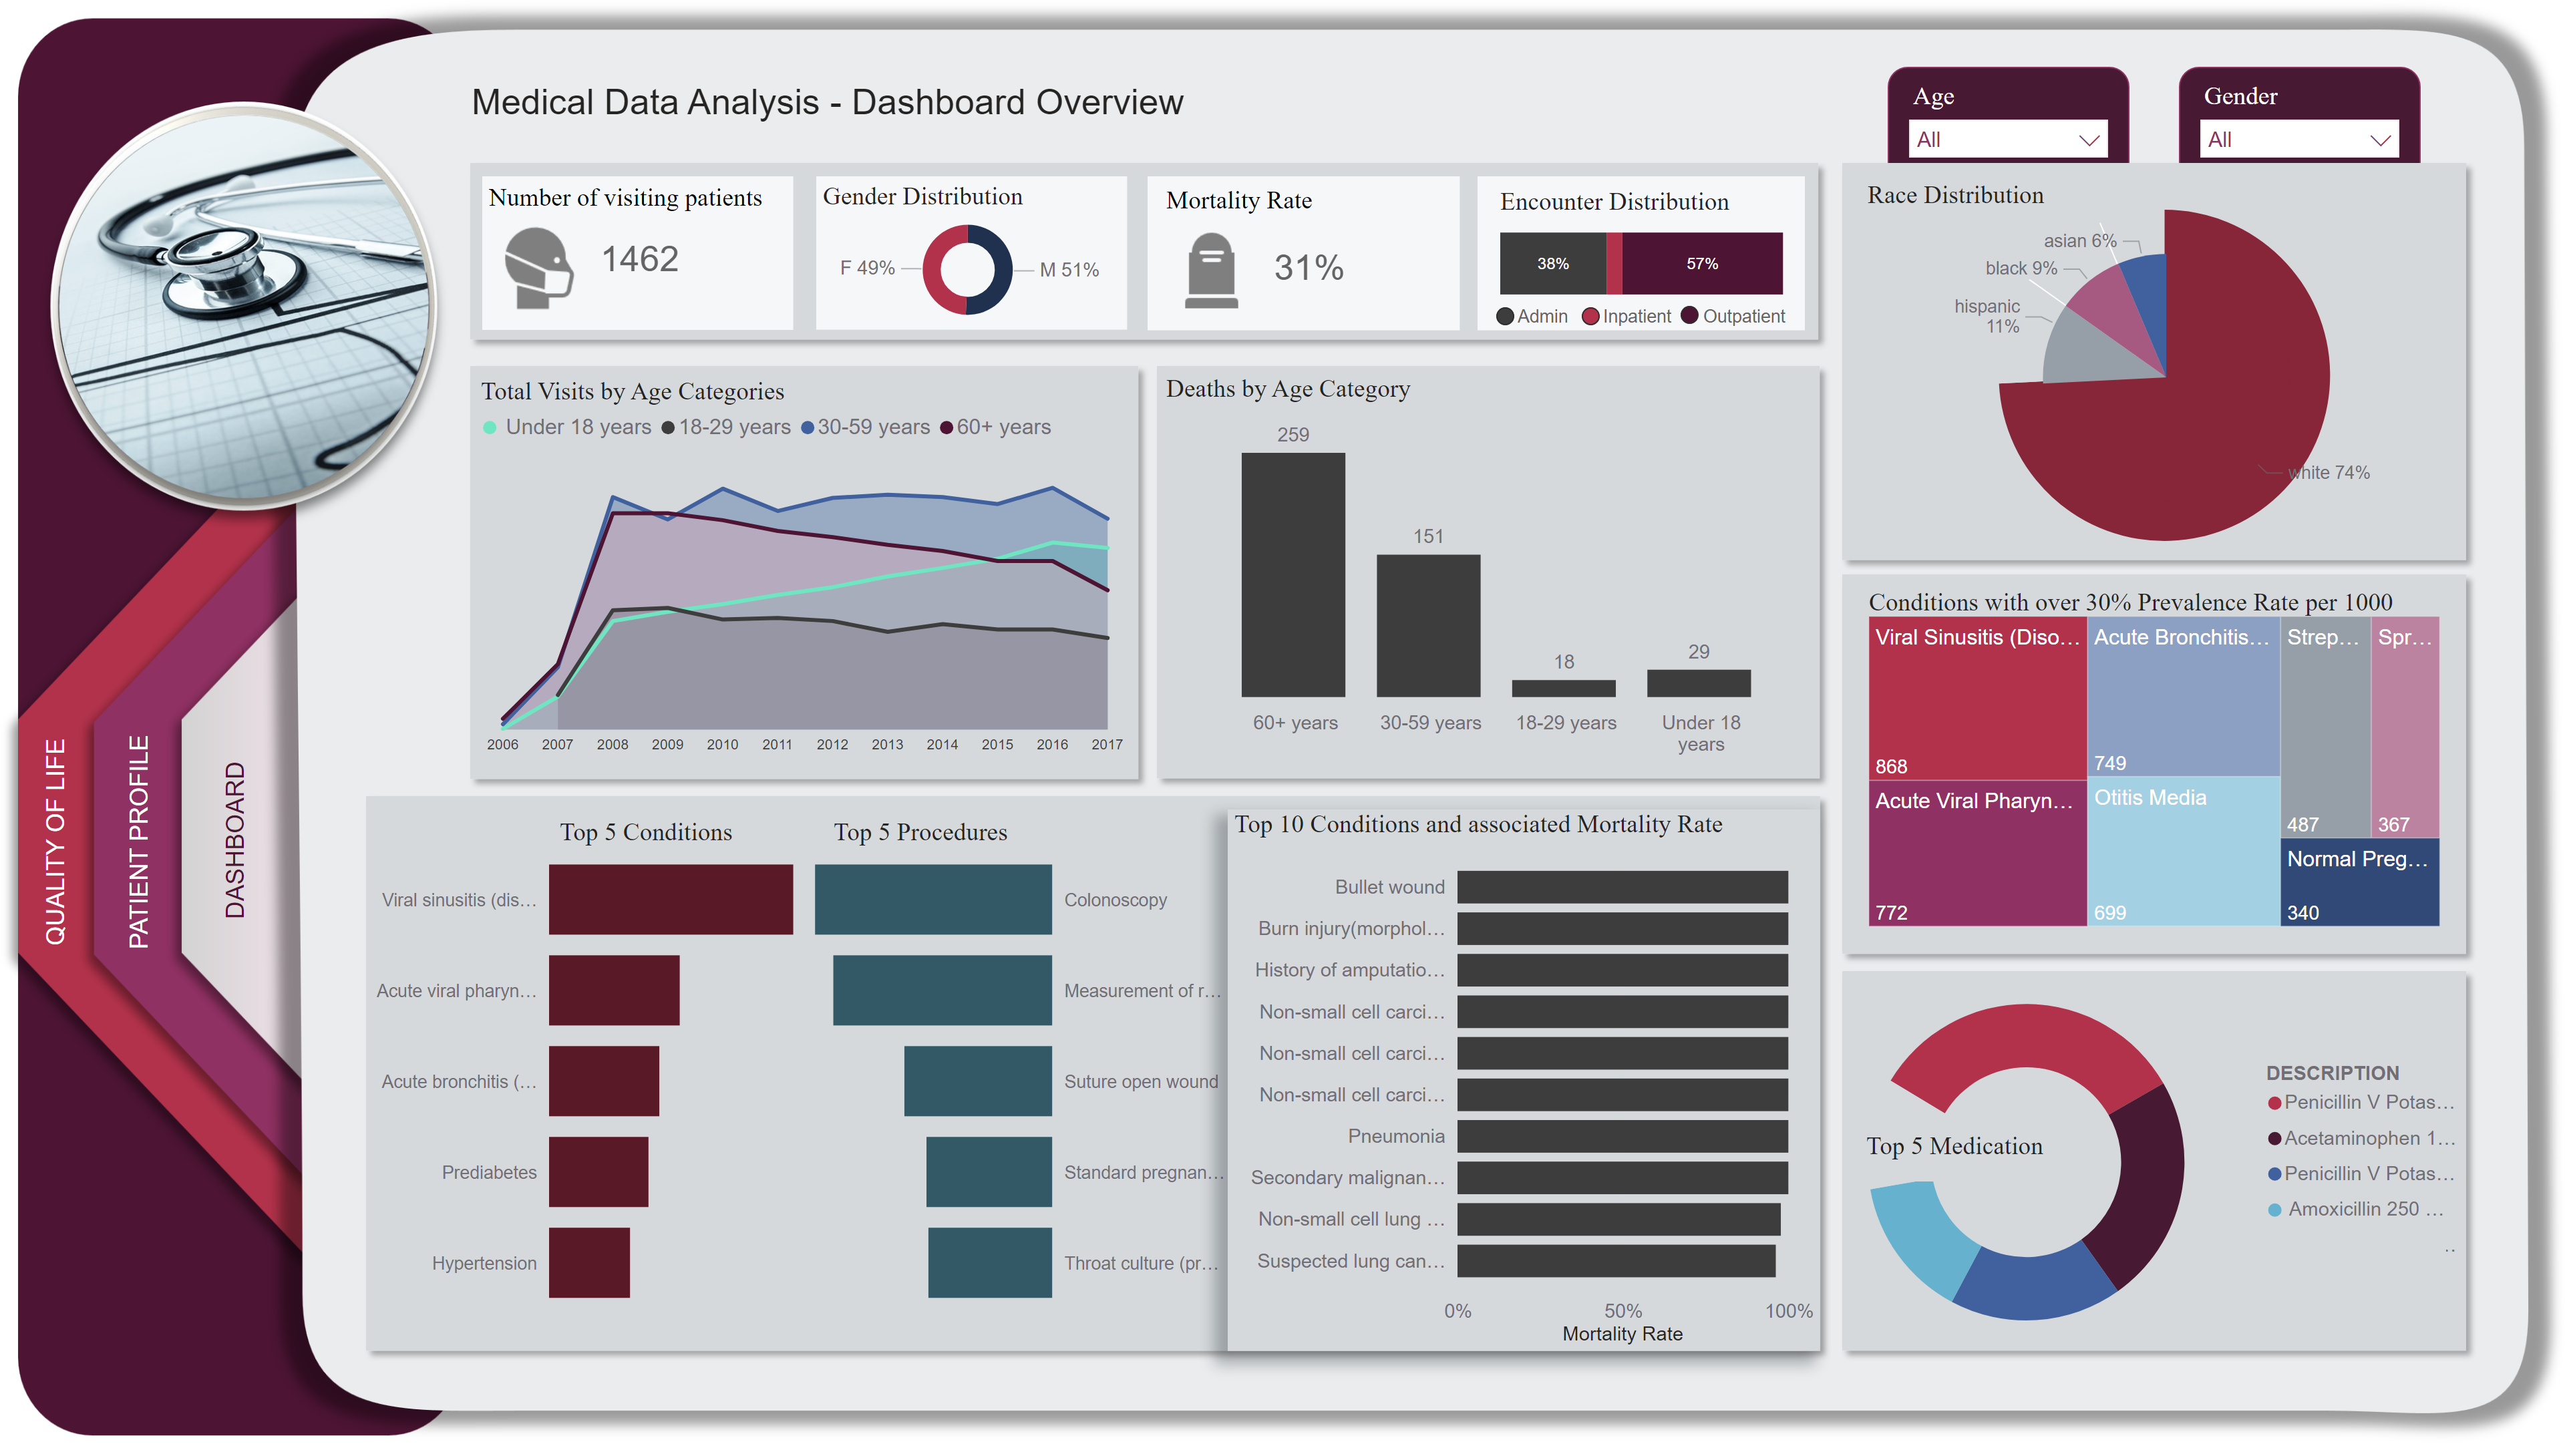 Medical Data Analysis - Dashboard Overview
Age
All
Gender
All
Number of visiting patients
1462
Gender Distribution
F 49%
M 51%
Mortality Rate
31%
Encounter Distribution
38%
57%
Admin Inpatient Outpatient
Race Distribution
asian 6%
black 9%
hispanic
11%
white 74%
Total Visits by Age Categories
Under 18 years 18-29 years 30-59 years 60+ years
2006 2007 2008 2009 2010 2011 2012 2013 2014 2015 2016 2017
Deaths by Age Category
259
151
18
29
60+ years 30-59 years 18-29 years Under 18
years
Conditions with over 30% Prevalence Rate per 1000
Viral Sinusitis (Diso...
868
Acute Bronchitis...
749
Strep...
487
Spr...
367
Acute Viral Pharyn...
772
Otitis Media
699
Normal Preg...
340
QUALITY OF LIFE
PATIENT PROFILE
DASHBOARD
Top 5 Conditions
Viral sinusitis (dis...
Acute viral pharyn...
Acute bronchitis (...
Prediabetes
Hypertension
Top 5 Procedures
Colonoscopy
Measurement of r...
Suture open wound
Standard pregnan...
Throat culture (pr...
Top 10 Conditions and associated Mortality Rate
Bullet wound
Burn injury(morphol...
History of amputatio...
Non-small cell carci...
Non-small cell carci...
Non-small cell carci...
Pneumonia
Secondary malignan...
Non-small cell lung ...
Suspected lung can...
0% 50% 100%
Mortality Rate
Top 5 Medication
DESCRIPTION
Penicillin V Potas...
Acetaminophen 1...
Penicillin V Potas...
Amoxicillin 250 ...
..